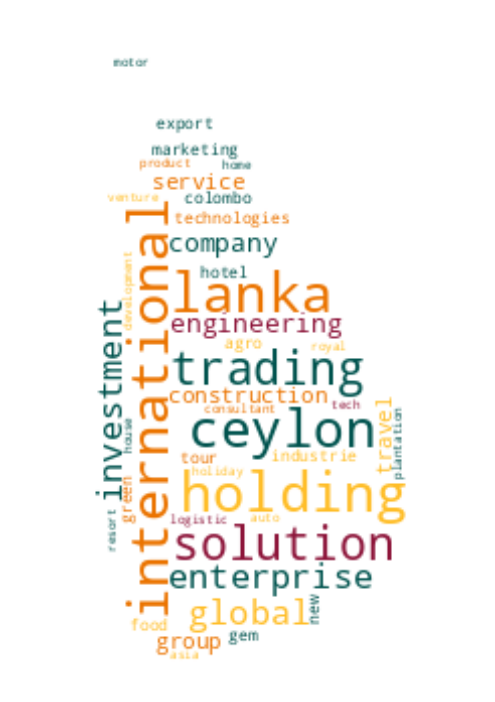 motor
export
marketing
product
home
service
venture
colombo
technologies
international
company
development
hotel
lanka
investment
engineering
agro
royal
trading
construction
tech
consultant
travel
plantation
ceylon
house
tour
industrie
holiday
green
holding
resort
logistic
auto
solution
enterprise
new
global
food
gem
group
asia